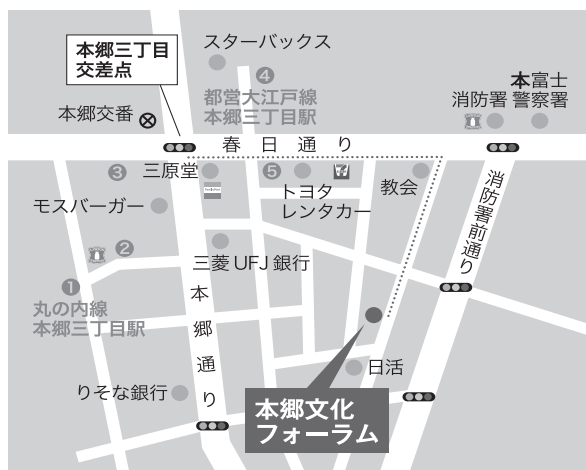 本郷三丁目
交差点
スターバックス
4
都営大江戸線
本郷三丁目駅
本富士
警察署
消防署
本郷交番
春日通り
3
三原堂
5
トヨタ
レンタカー
教会
消防署前通り
モスバーガー
2
三菱UFJ銀行
1
丸の内線
本郷三丁目駅
本郷通り
日活
りそな銀行
本郷文化
フォーラム